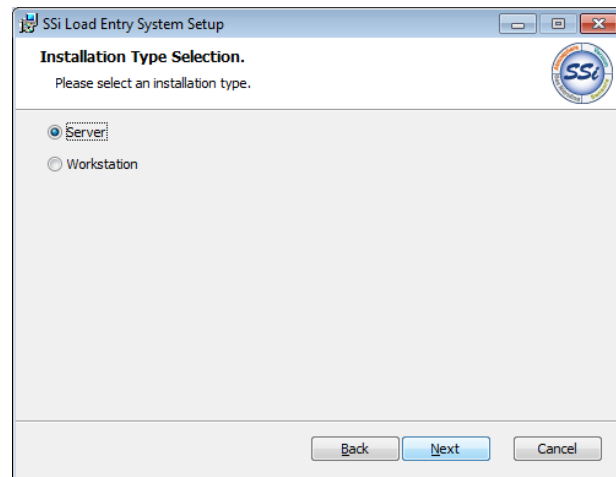 SSi Load Entry System Setup
Installation Type Selection.
Please select an installation type.
SSi
Server
Workstation
Back
Next
Cancel